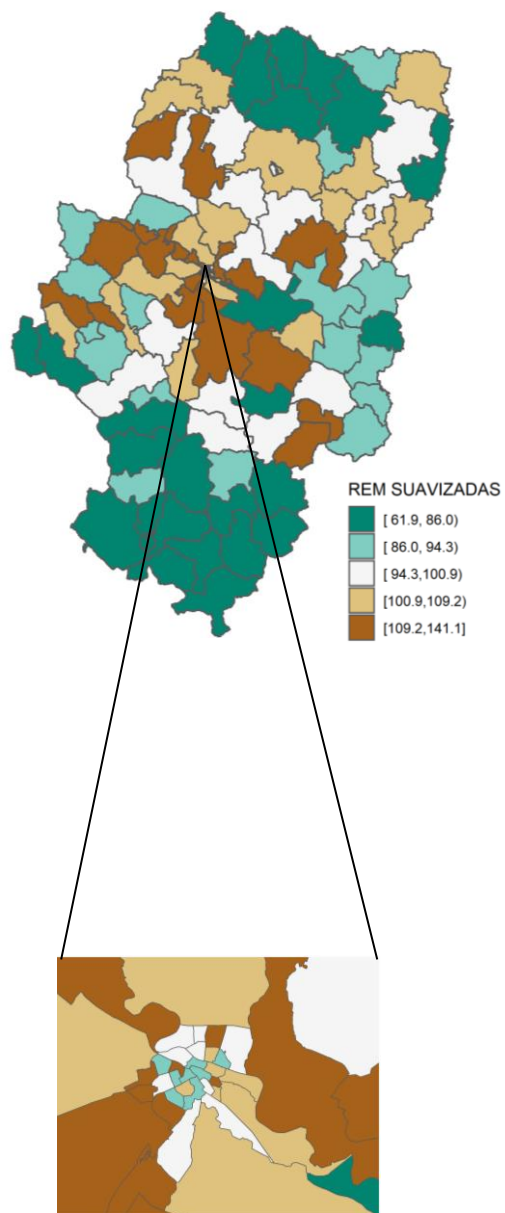 REM SUAVIZADAS
[ 61.9, 86.0)
[ 86.0, 94.3)
[ 94.3,100.9)
[100.9,109.2)
[109.2,141.1]